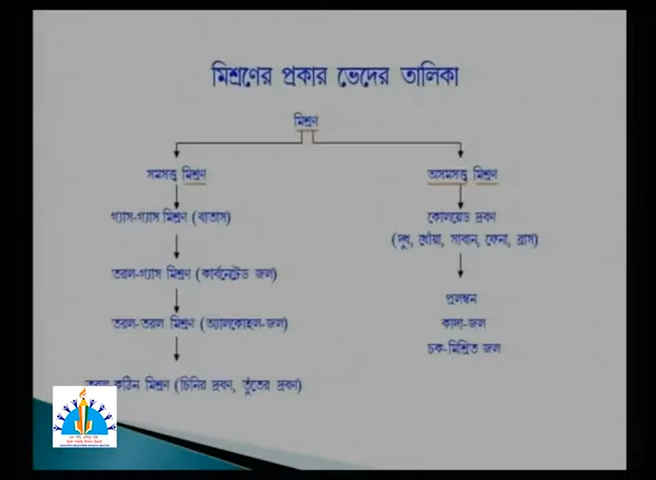 মিশ্রণের প্রকার ভেদের তালিকা
মিশ্রণ
সমসত্ত্ব মিশ্রণ
গ্যাস-গ্যাস মিশ্রণ (বাতাস)
তরল-গ্যাস মিশ্রণ (কার্বনেটেড জল)
তরল-তরল মিশ্রণ (অ্যালকোহল-জল)
তরল কঠিন মিশ্রণ (চিনির দ্রবণ, তুঁতের দ্রবণ)
অসমসত্ত্ব মিশ্রণ
কোলয়েড দ্রবণ
(দুধ, ধোঁয়া, সাবান, ফেনা, ব্রাস)
প্রলম্বন
কাদা-জল
চক-মিশ্রিত জল